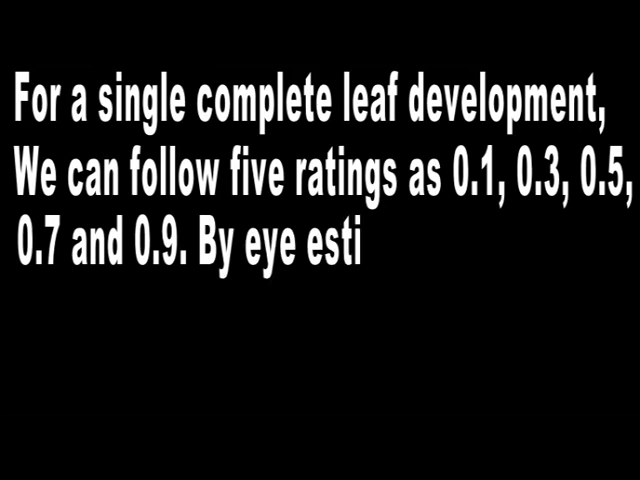 For a single complete leaf development,
We can follow five ratings as 0.1, 0.3, 0.5,
0.7 and 0.9. By eye esti